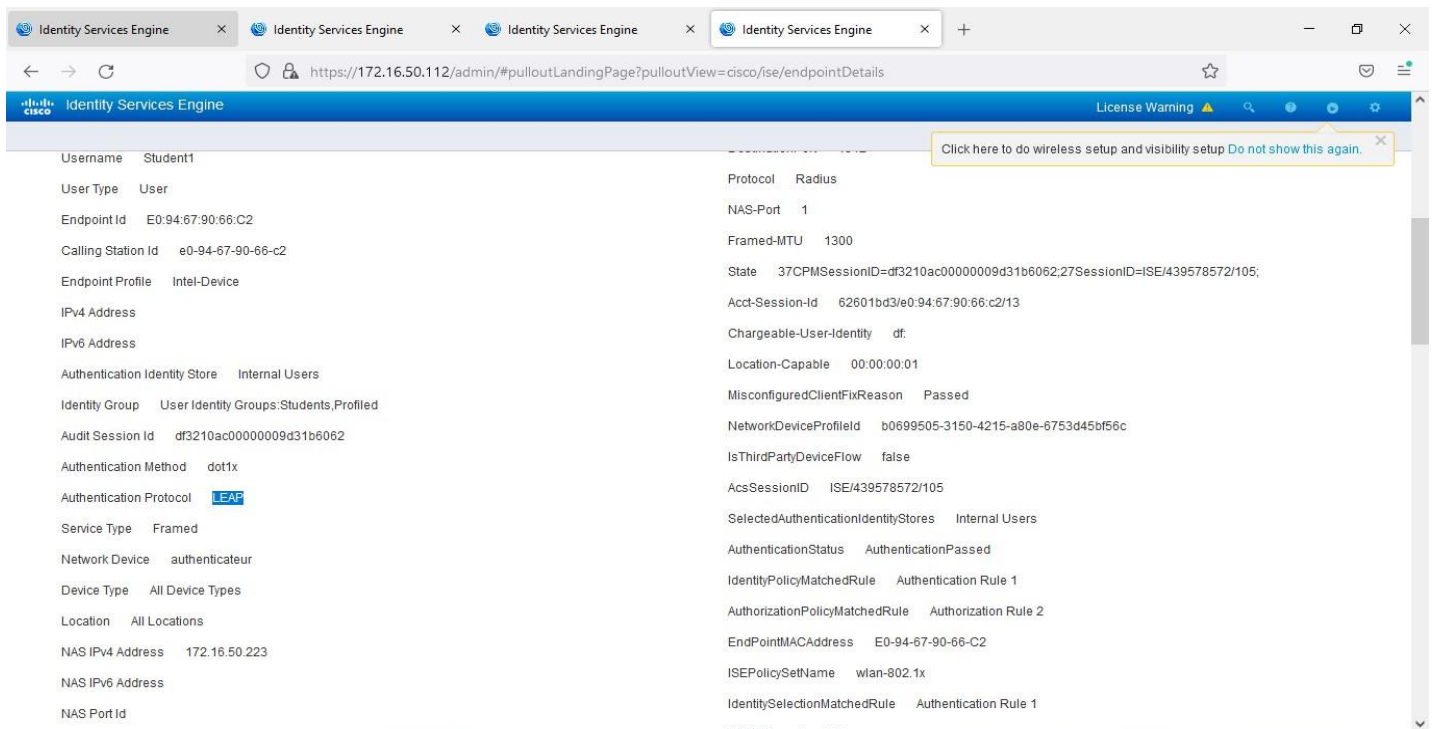 Identity Services Engine
Identity Services Engine
Identity Services Engine
Identity Services Engine
https://172.16.50.112/admin/#pulloutLandingPage?pulloutView=cisco/ise/endpointDetails
cisco Identity Services Engine
License Warning
Click here to do wireless setup and visibility setup Do not show this again.
Username Student1
User Type User
Endpoint Id E0:94:67:90:66:C2
Calling Station Id e0-94-67-90-66-c2
Endpoint Profile Intel-Device
IPv4 Address
IPv6 Address
Authentication Identity Store Internal Users
Identity Group User Identity Groups:Students,Profiled
Audit Session Id df3210ac00000009d31b6062
Authentication Method dot1x
Authentication Protocol LEAP
Service Type Framed
Network Device authenticateur
Device Type All Device Types
Location All Locations
NAS IPv4 Address 172.16.50.223
NAS IPv6 Address
NAS Port Id
Protocol Radius
NAS-Port 1
Framed-MTU 1300
State 37CPMSessionID=df3210ac00000009d31b6062;27SessionID=ISE/439578572/105;
Acct-Session-Id 62601bd3/e0:94:67:90:66:c2/13
Chargeable-User-Identity df:
Location-Capable 00:00:00:01
MisconfiguredClientFixReason Passed
NetworkDeviceProfileId b0699505-3150-4215-a80e-6753d45bf56c
IsThirdPartyDeviceFlow false
AcsSessionID ISE/439578572/105
SelectedAuthenticationIdentityStores Internal Users
AuthenticationStatus AuthenticationPassed
IdentityPolicyMatchedRule Authentication Rule 1
AuthorizationPolicyMatchedRule Authorization Rule 2
EndPointMACAddress E0-94-67-90-66-C2
ISEPolicySetName wlan-802.1x
IdentitySelectionMatchedRule Authentication Rule 1